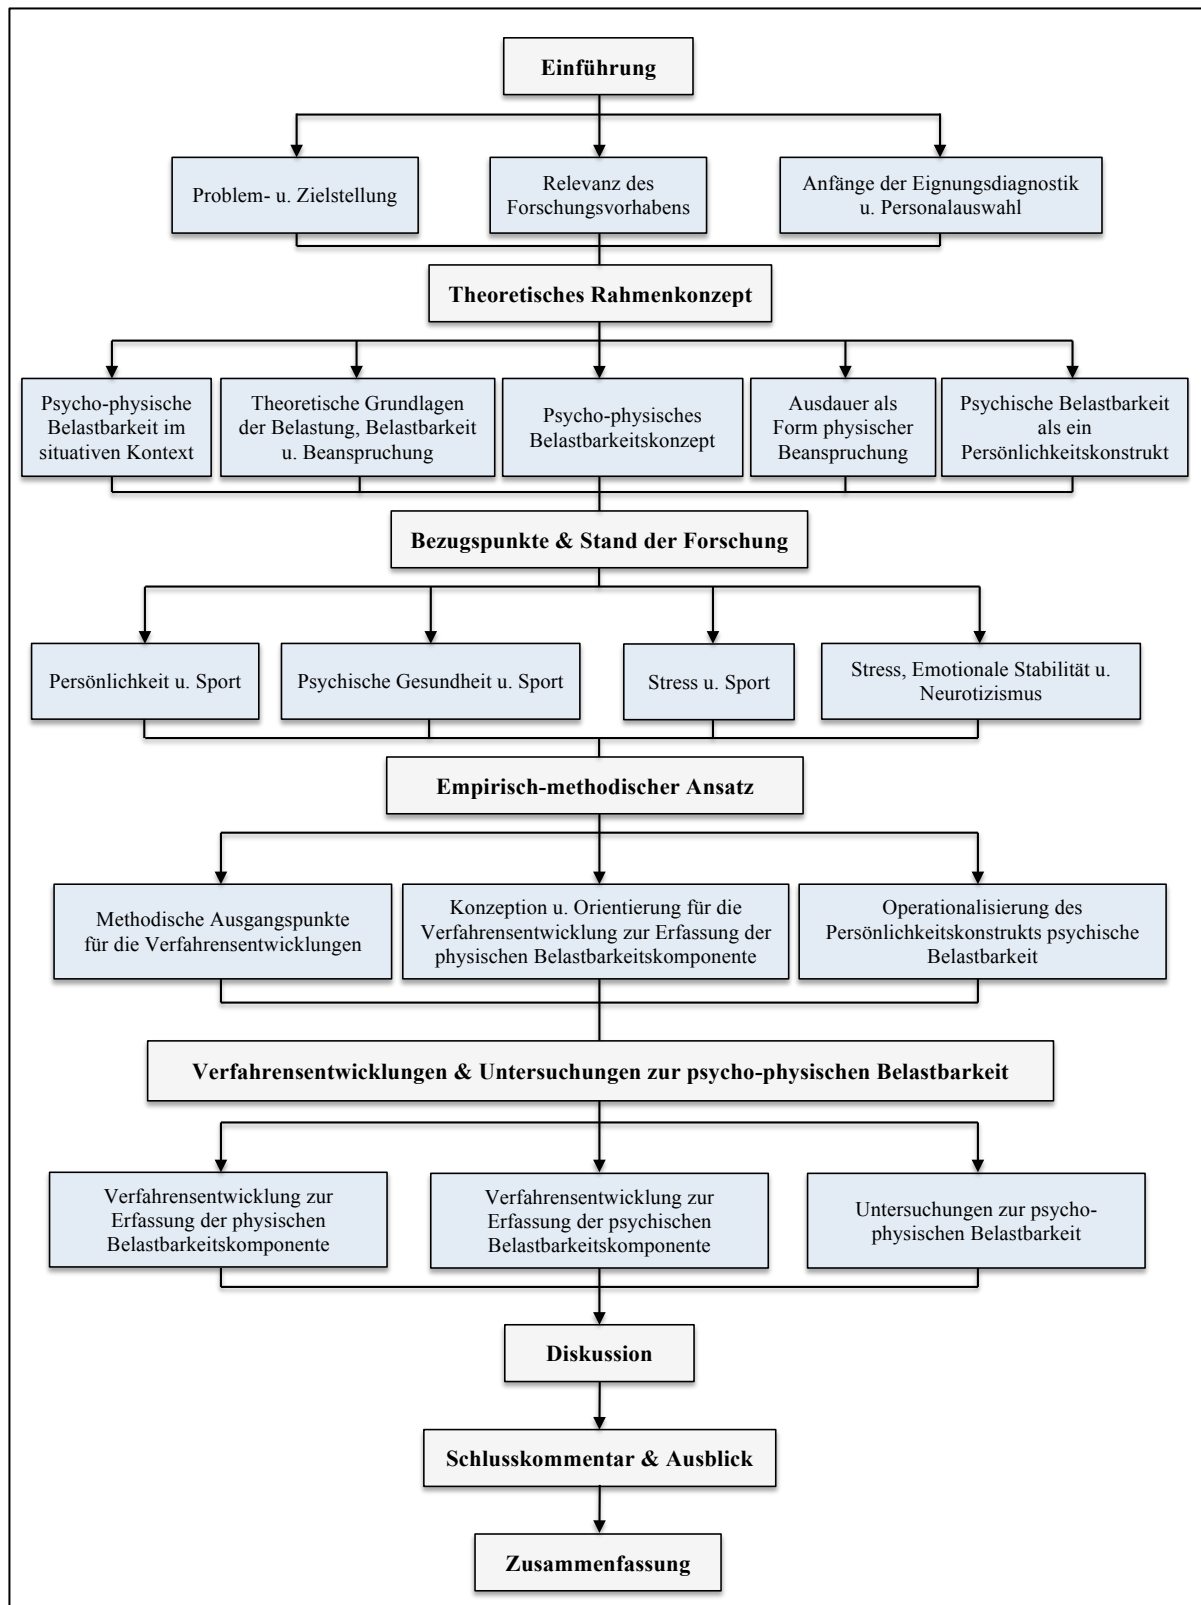 Einführung
Problem- u. Zielstellung
Relevanz des
Forschungsvorhabens
Anfänge der Eignungsdiagnostik
u. Personalauswahl
Theoretisches Rahmenkonzept
Psycho-physische
Belastbarkeit im
situativen Kontext
Theoretische Grundlagen
der Belastung, Belastbarkeit
u. Beanspruchung
Psycho-physisches
Belastbarkeitskonzept
Ausdauer als
Form physischer
Beanspruchung
Psychische Belastbarkeit
als ein
Persönlichkeitskonstrukt
Bezugspunkte & Stand der Forschung
Persönlichkeit u. Sport
Psychische Gesundheit u. Sport
Stress u. Sport
Stress, Emotionale Stabilität u.
Neurotizismus
Empirisch-methodischer Ansatz
Methodische Ausgangspunkte
für die Verfahrensentwicklungen
Konzeption u. Orientierung für die
Verfahrensentwicklung zur Erfassung der
physischen Belastbarkeitskomponente
Operationalisierung des
Persönlichkeitskonstrukts psychische
Belastbarkeit
Verfahrensentwicklungen & Untersuchungen zur psycho-physischen Belastbarkeit
Verfahrensentwicklung zur
Erfassung der physischen
Belastbarkeitskomponente
Verfahrensentwicklung zur
Erfassung der psychischen
Belastbarkeitskomponente
Untersuchungen zur psycho-
physischen Belastbarkeit
Diskussion
Schlusskommentar & Ausblick
Zusammenfassung